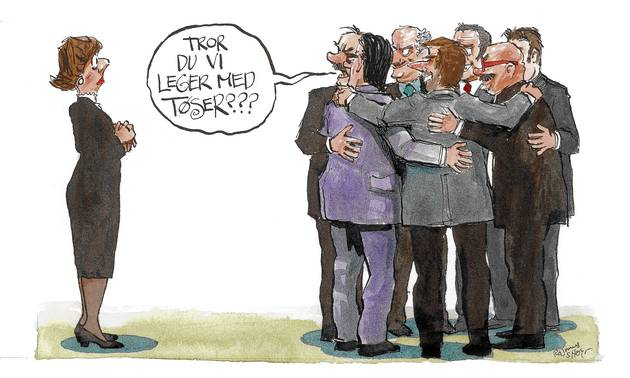 TROR
DU VI
LEGER MED
TØSER???